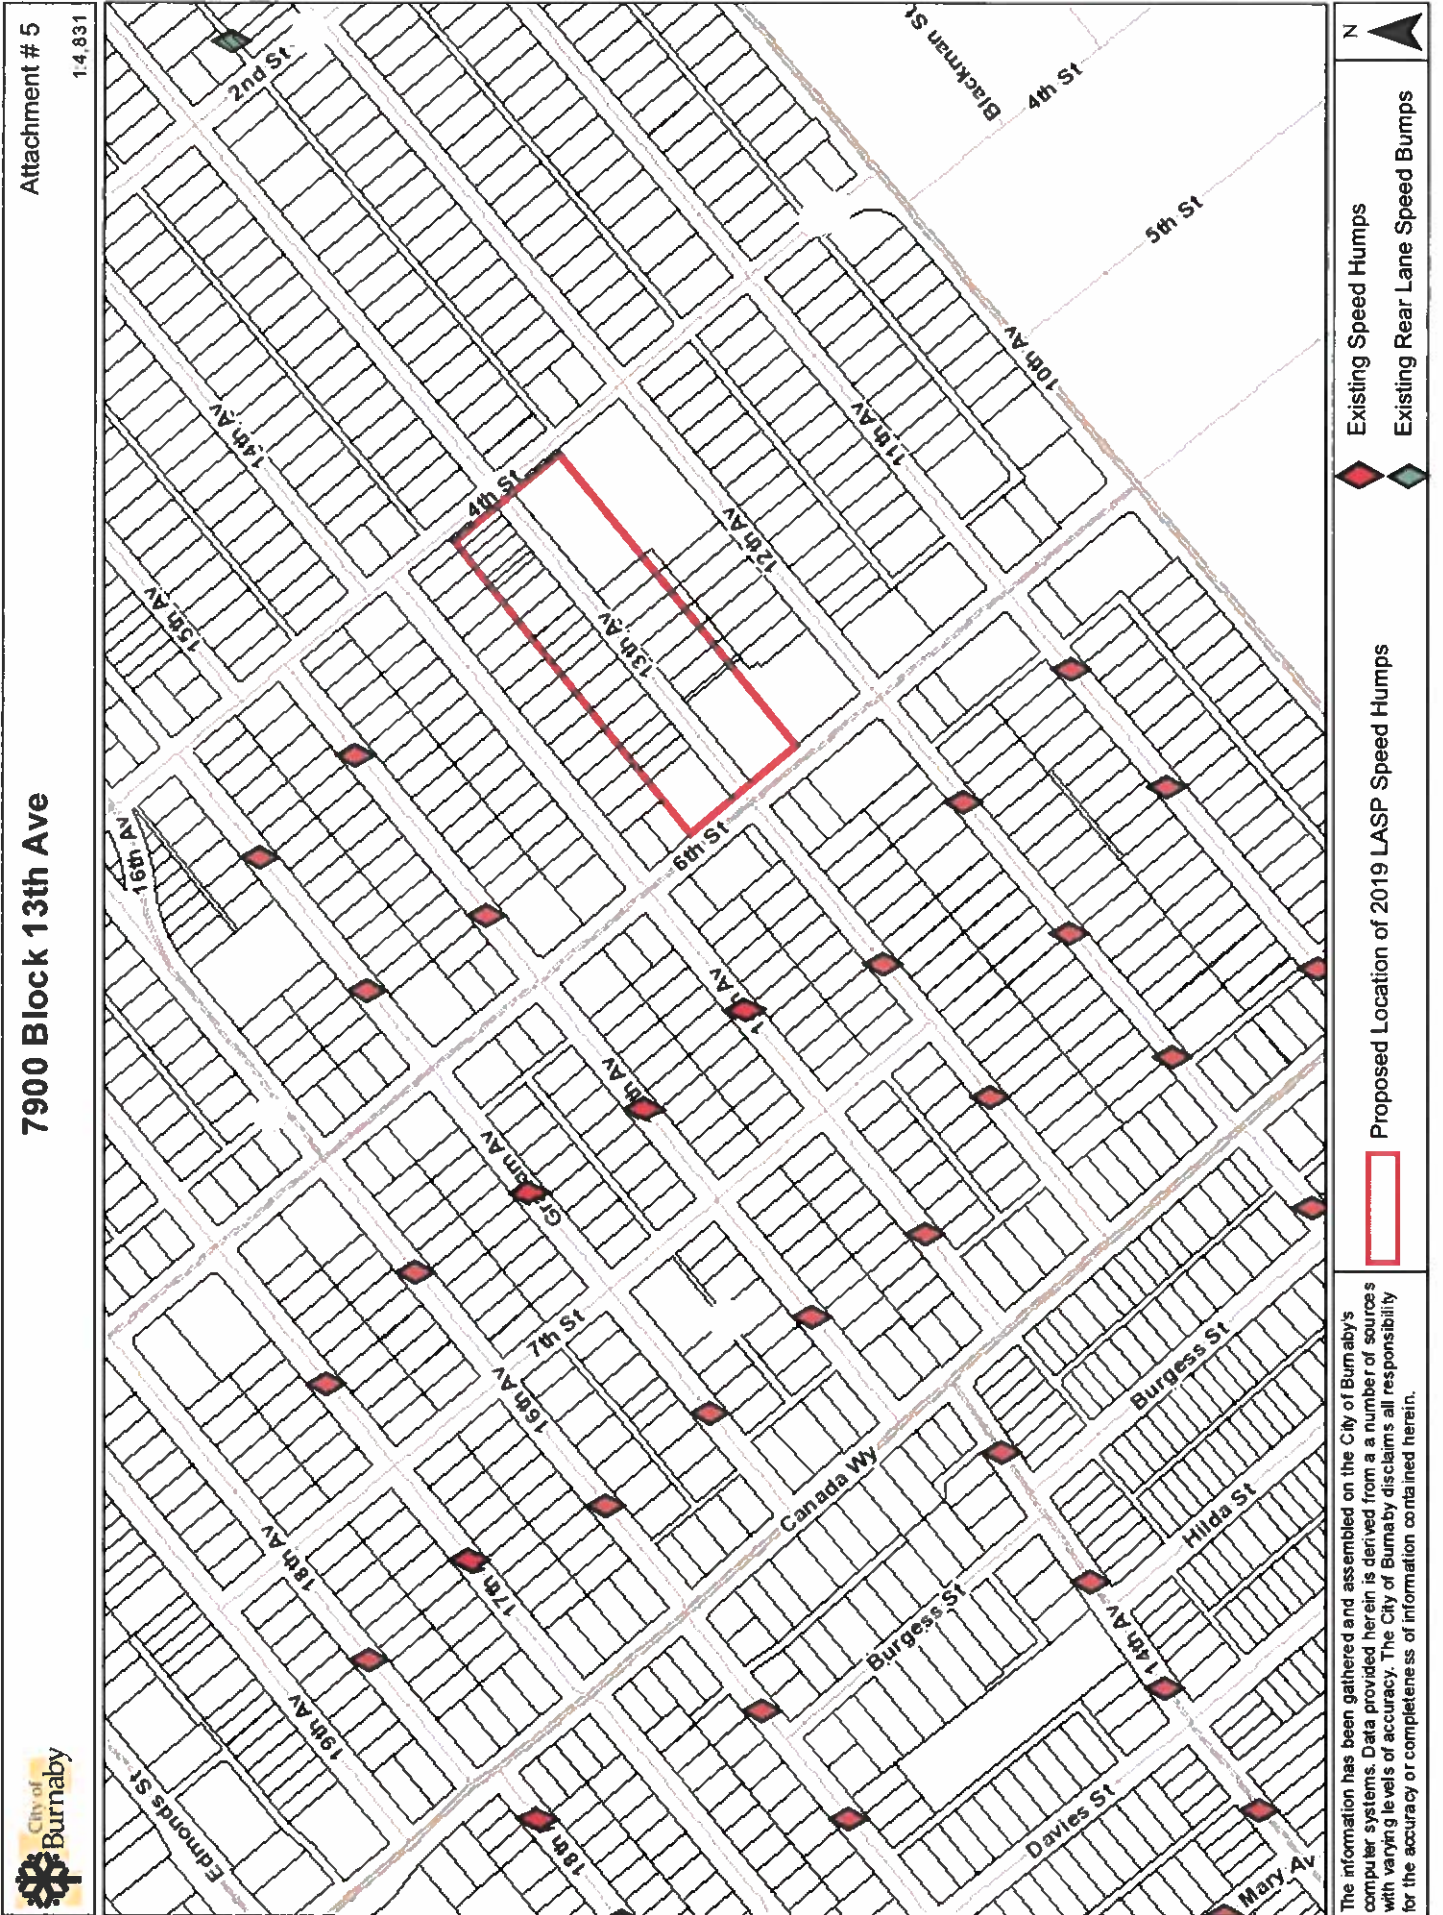 City of
Burnaby
7900 Block 13th Ave
Attachment # 5
1:4,831
Edmonds St
19th Av
18th Av
17th
16th Av
7th St
16th Av
15th Av
14th Av
2nd St
Blackman St
4th St
5th St
4th St
13th Av
12th Av
11th Av
10th Av
6th St
Av
Av
Av
18th
Canada Wy
Burgess St
Burgess St
Hilda St
14th Av
Davies St
Mary Av
The information has been gathered and assembled on the City of Burnaby's
computer systems. Data provided herein is derived from a a number of sources
with varying levels of accuracy. The City of Burnaby disclaims all responsibility
for the accuracy or completeness of information contained herein.
Proposed Location of 2019 LASP Speed Humps
Existing Speed Humps
Existing Rear Lane Speed Bumps
N